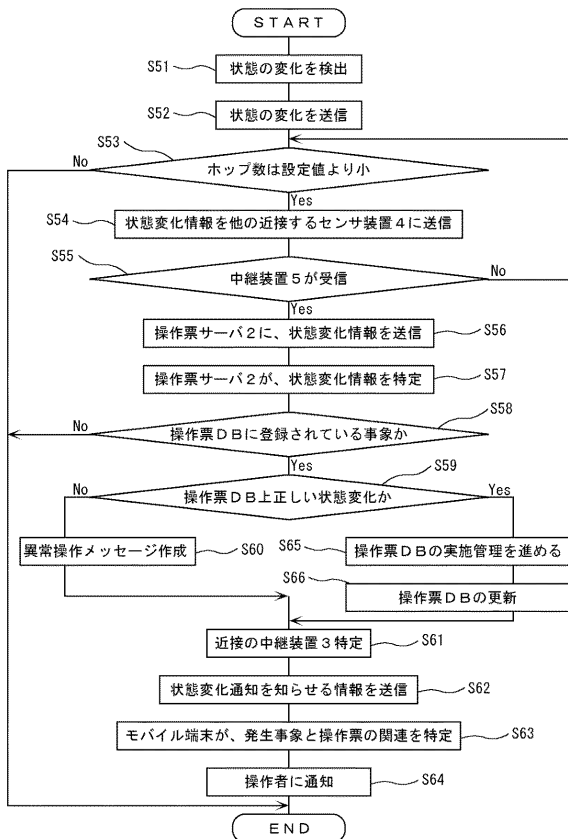 ＳＴＡＲＴ
S51
状態の変化を検出
S52
状態の変化を送信
S53
No
ホップ数は設定値より小
Yes
S54
状態変化情報を他の近接するセンサ装置４に送信
S55
中継装置５が受信
No
Yes
操作票サーバ２に、状態変化情報を送信
S56
操作票サーバ２が、状態変化情報を特定
S57
S58
No
操作票ＤＢに登録されている事象か
Yes
S59
No
操作票ＤＢ上正しい状態変化か
Yes
異常操作メッセージ作成
S60
S65
操作票ＤＢの実施管理を進める
S66
操作票ＤＢの更新
近接の中継装置３特定
S61
状態変化通知を知らせる情報を送信
S62
モバイル端末が、発生事象と操作票の関連を特定
S63
操作者に通知
S64
ＥＮＤ